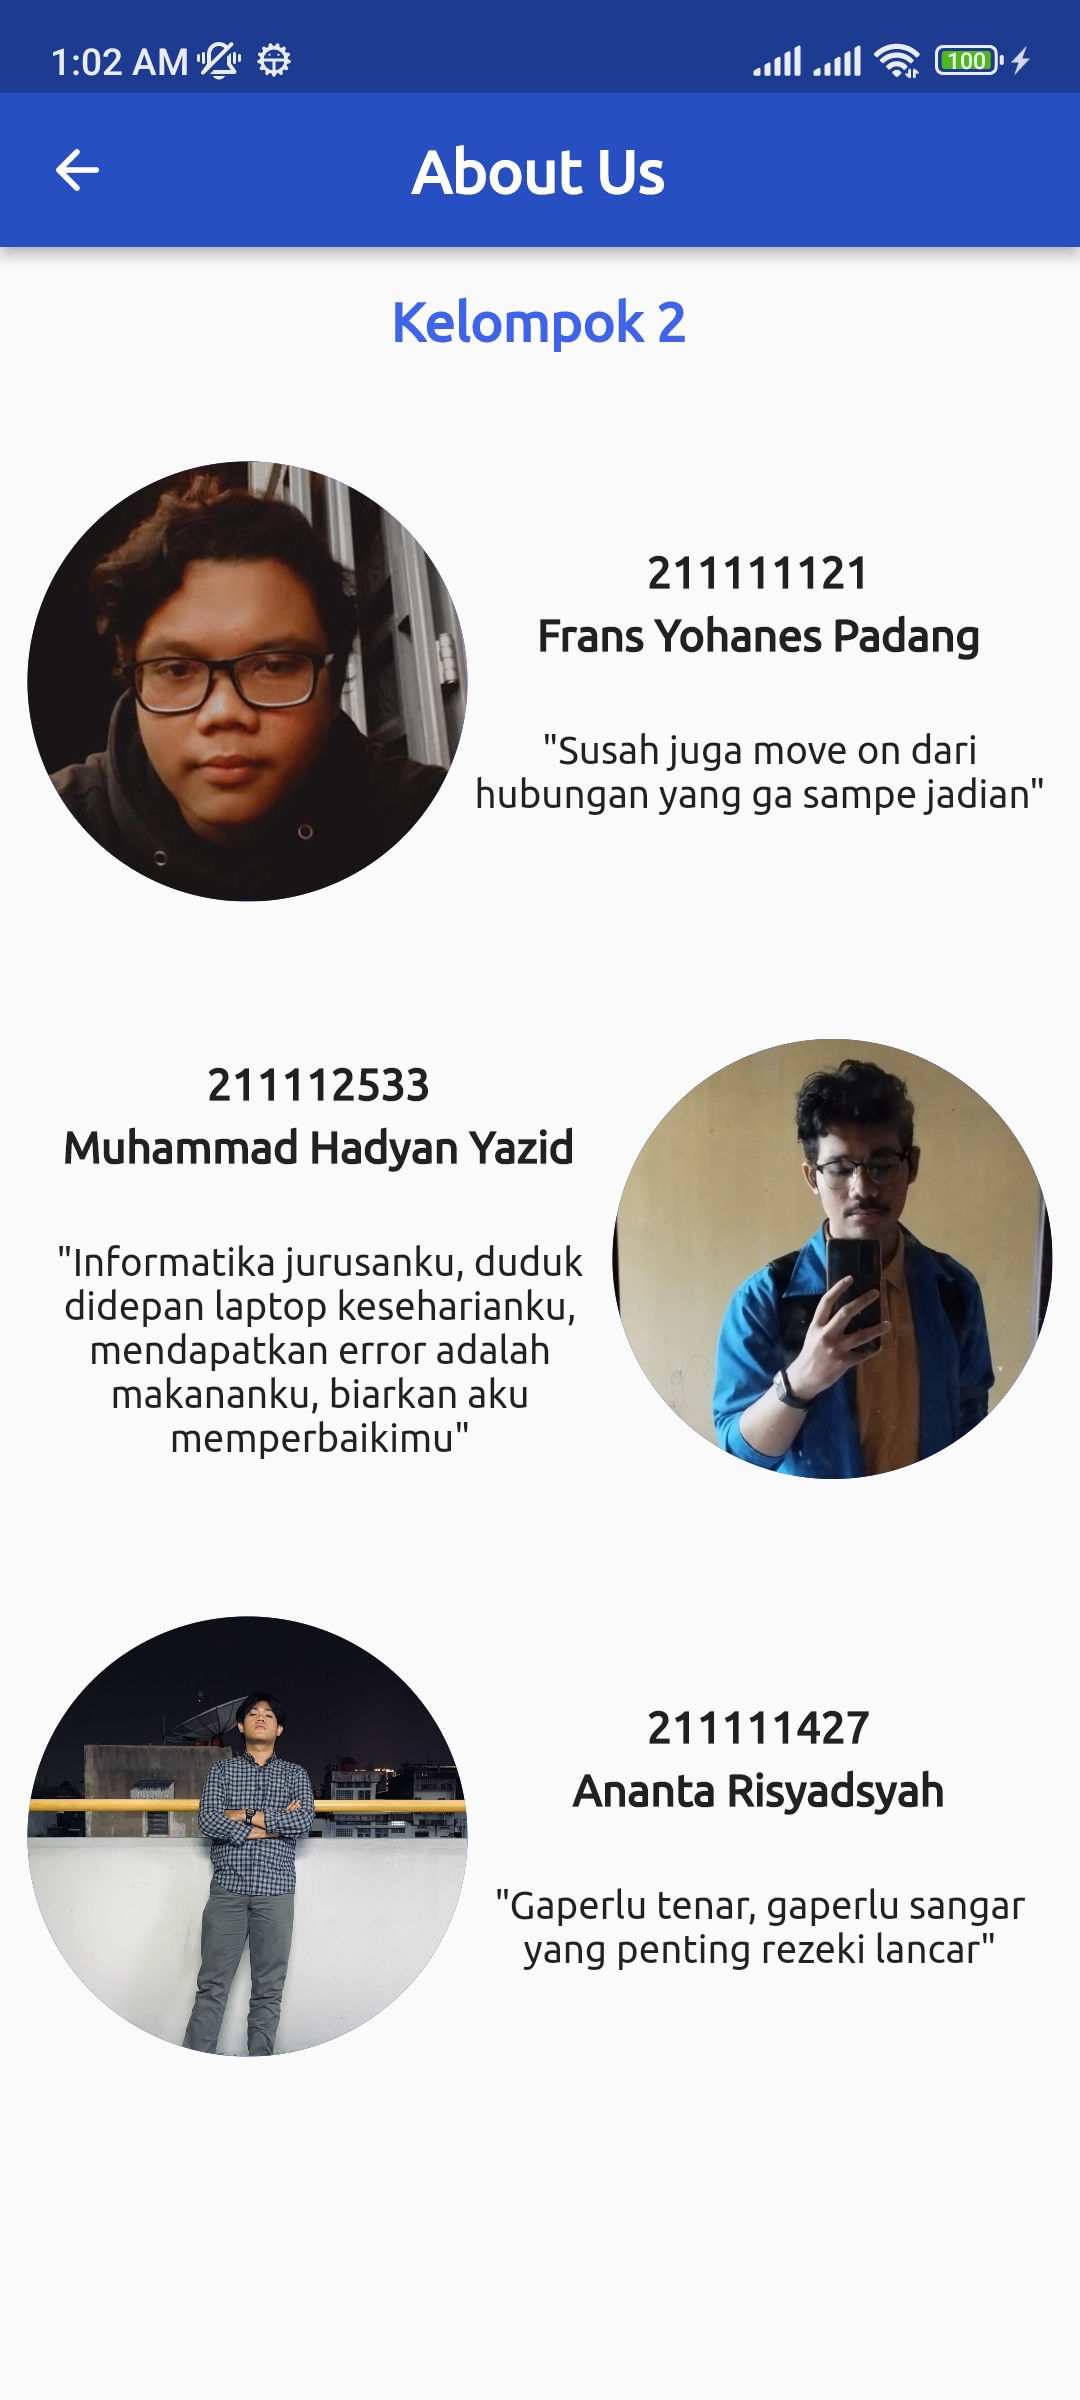 1:02 AM
100
About Us
Kelompok 2
211111121
Frans Yohanes Padang
"Susah juga move on dari
hubungan yang ga sampe jadian"
211112533
Muhammad Hadyan Yazid
"Informatika jurusanku, duduk
didepan laptop keseharianku,
mendapatkan error adalah
makananku, biarkan aku
memperbaikimu"
211111427
Ananta Risyadsyah
"Gaperlu tenar, gaperlu sangar
yang penting rezeki lancar"